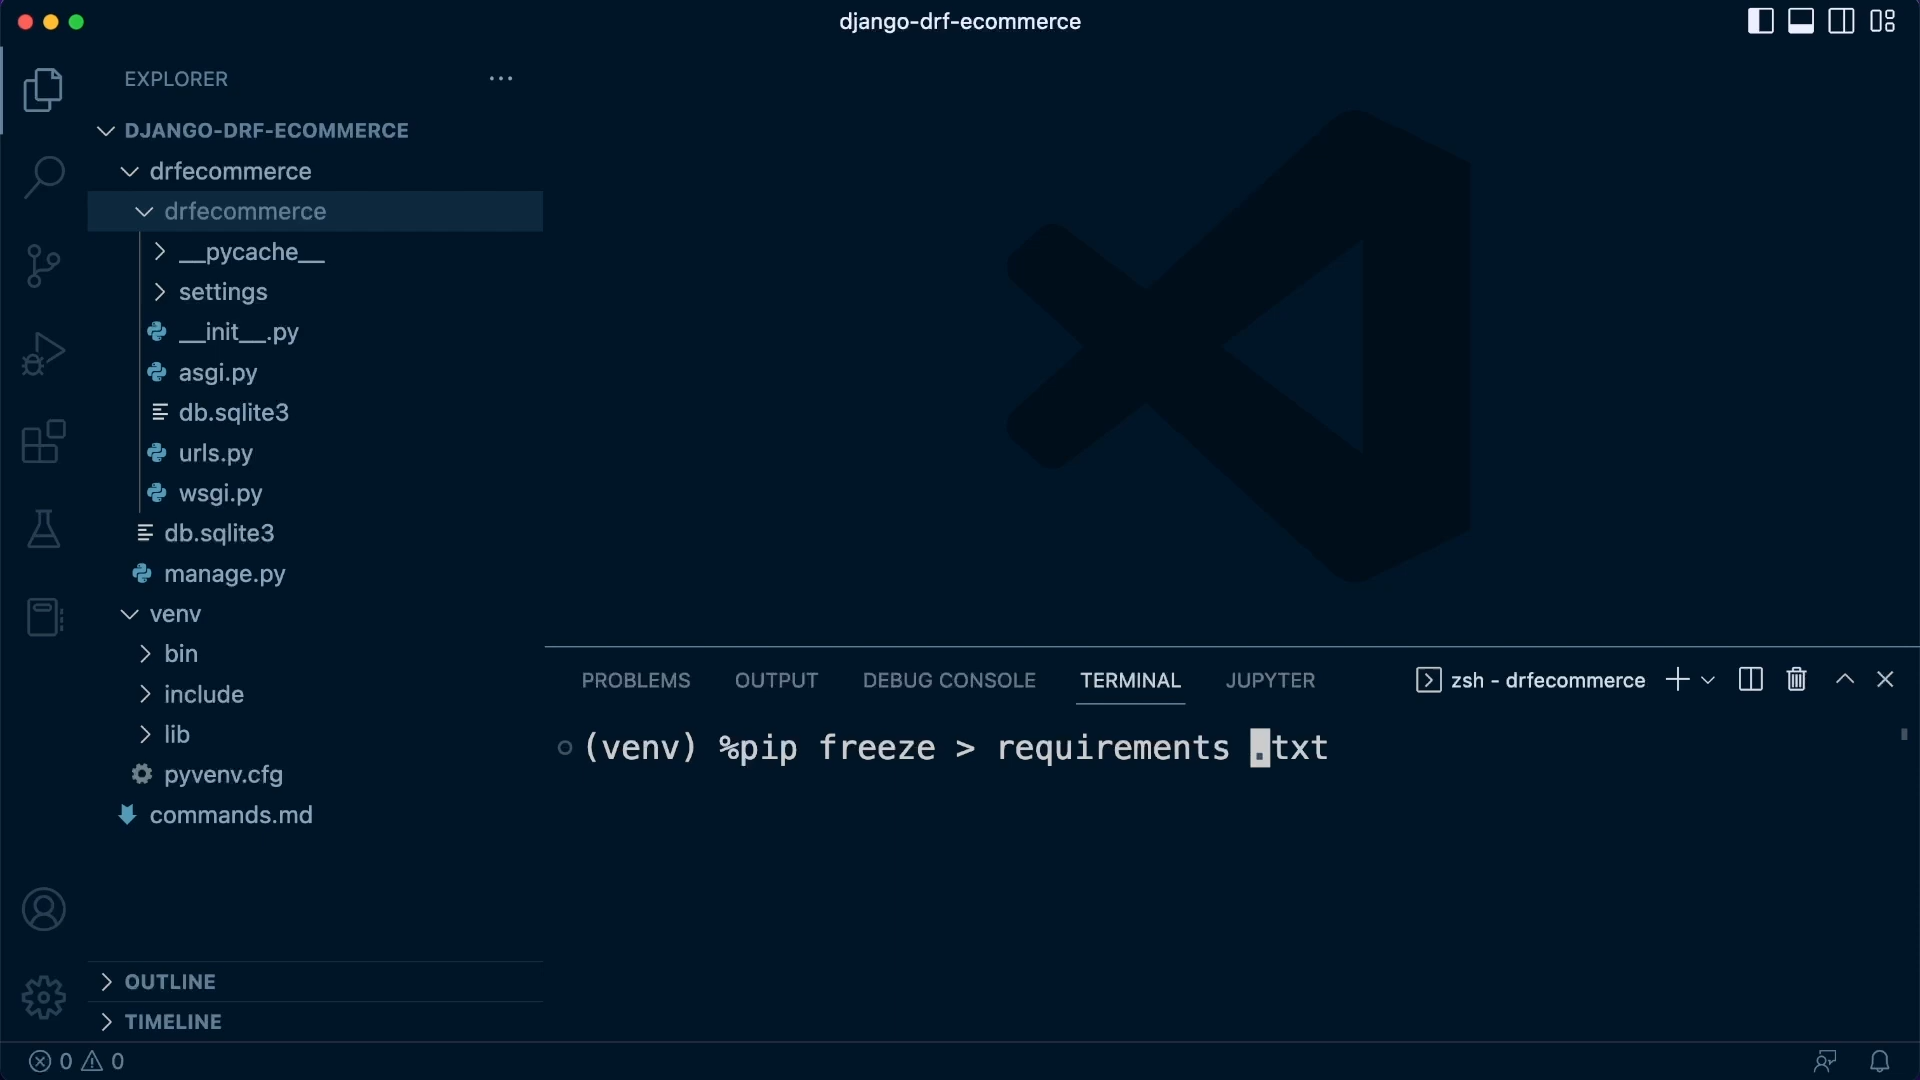 django-drf-ecommerce
EXPLORER
DJANGO-DRF-ECOMMERCE
drfecommerce
drfecommerce
__pycache__
settings
__init__.py
asgi.py
db.sqlite3
urls.py
wsgi.py
db.sqlite3
manage.py
venv
bin
include
lib
pyvenv.cfg
commands.md
OUTLINE
TIMELINE
PROBLEMS OUTPUT DEBUG CONSOLE TERMINAL JUPYTER zsh - drfecommerce
(venv) %pip freeze > requirements .txt
0 0